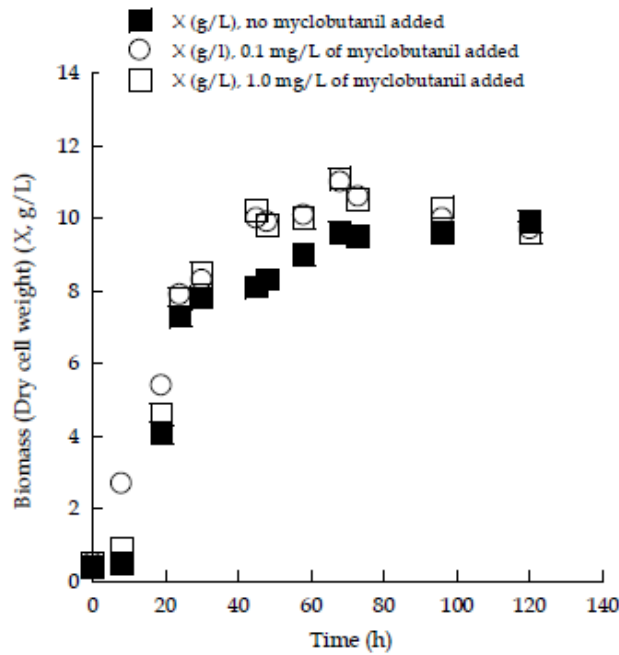 X (g/L), no myclobutanil added
X (g/l), 0.1 mg/L of myclobutanil added
X (g/L), 1.0 mg/L of myclobutanil added
14
12
10
8
6
4
2
0
Biomass (Dry cell weight) (X, g/L)
0 20 40 60 80 100 120 140
Time (h)